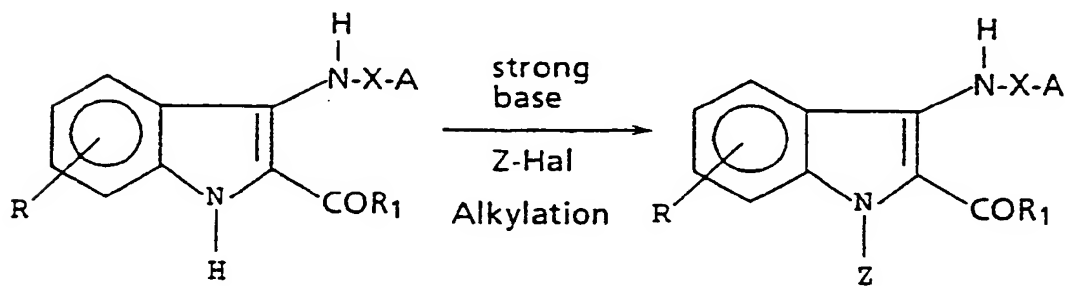 H
N-X-A
R
N
COR1
H
strong
base
Z-Hal
Alkylation
H
N-X-A
R
N
COR1
Z